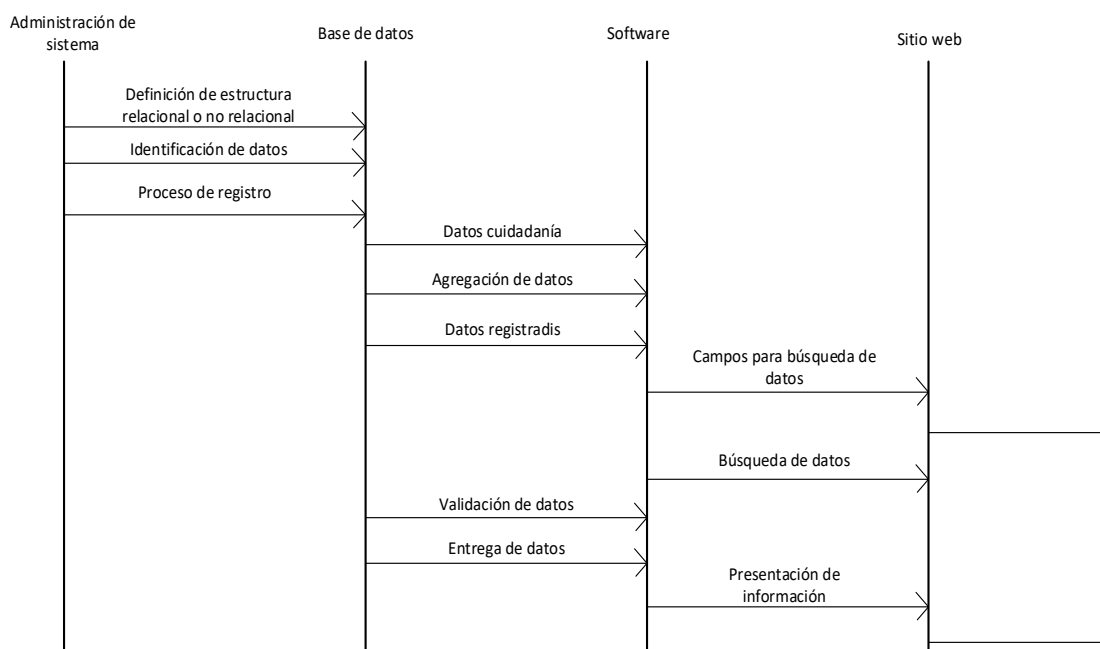 Administración de
sistema
Base de datos
Software
Sitio web
Definición de estructura
relacional o no relacional
Identificación de datos
Proceso de registro
Datos cuidadanía
Agregación de datos
Datos registradis
Campos para búsqueda de
datos
Búsqueda de datos
Validación de datos
Entrega de datos
Presentación de
información